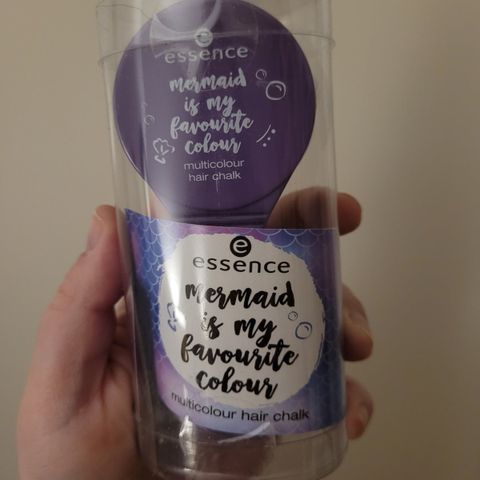 essence
mermaid
is my
favourite
colour
multicolour
hair chalk
essence
mermaid
is my
favourite
colour
multicolour hair chalk